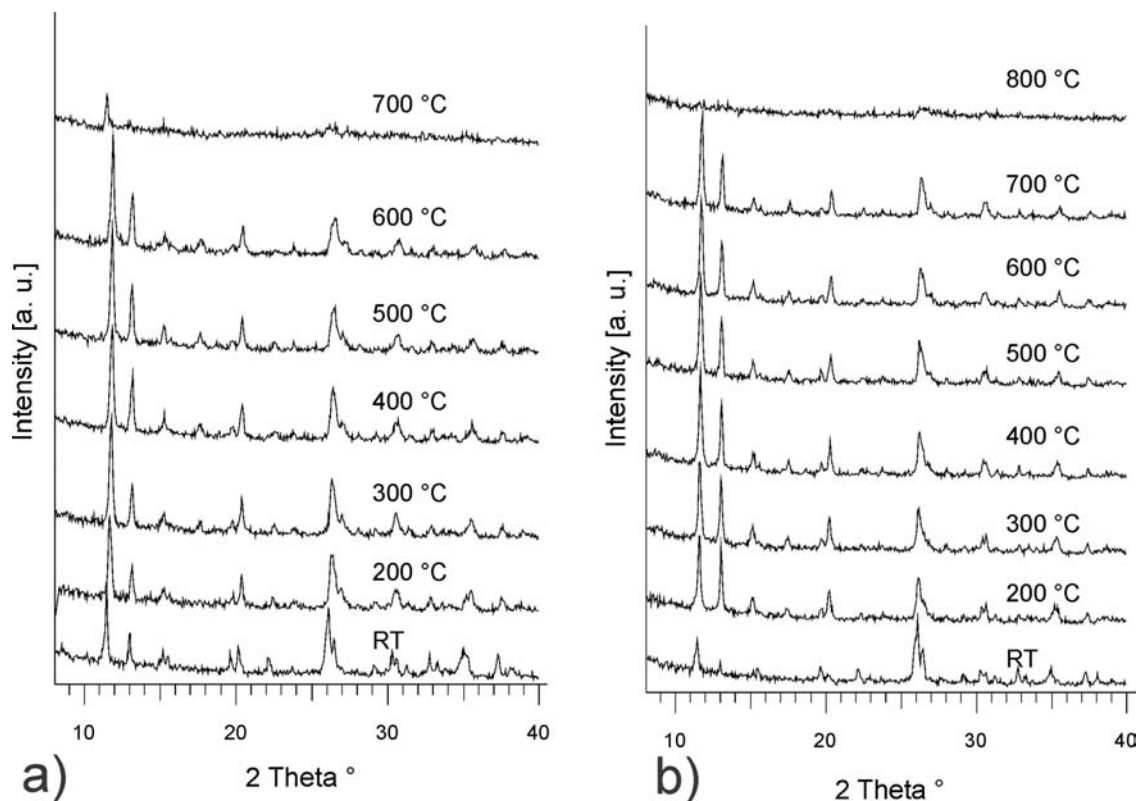 Intensity [a. u.]
700 °C
600 °C
500 °C
400 °C
300 °C
200 °C
RT
10 20 30 40
2 Theta °
a)
Intensity [a. u.]
800 °C
700 °C
600 °C
500 °C
400 °C
300 °C
200 °C
RT
10 20 30 40
2 Theta °
b)